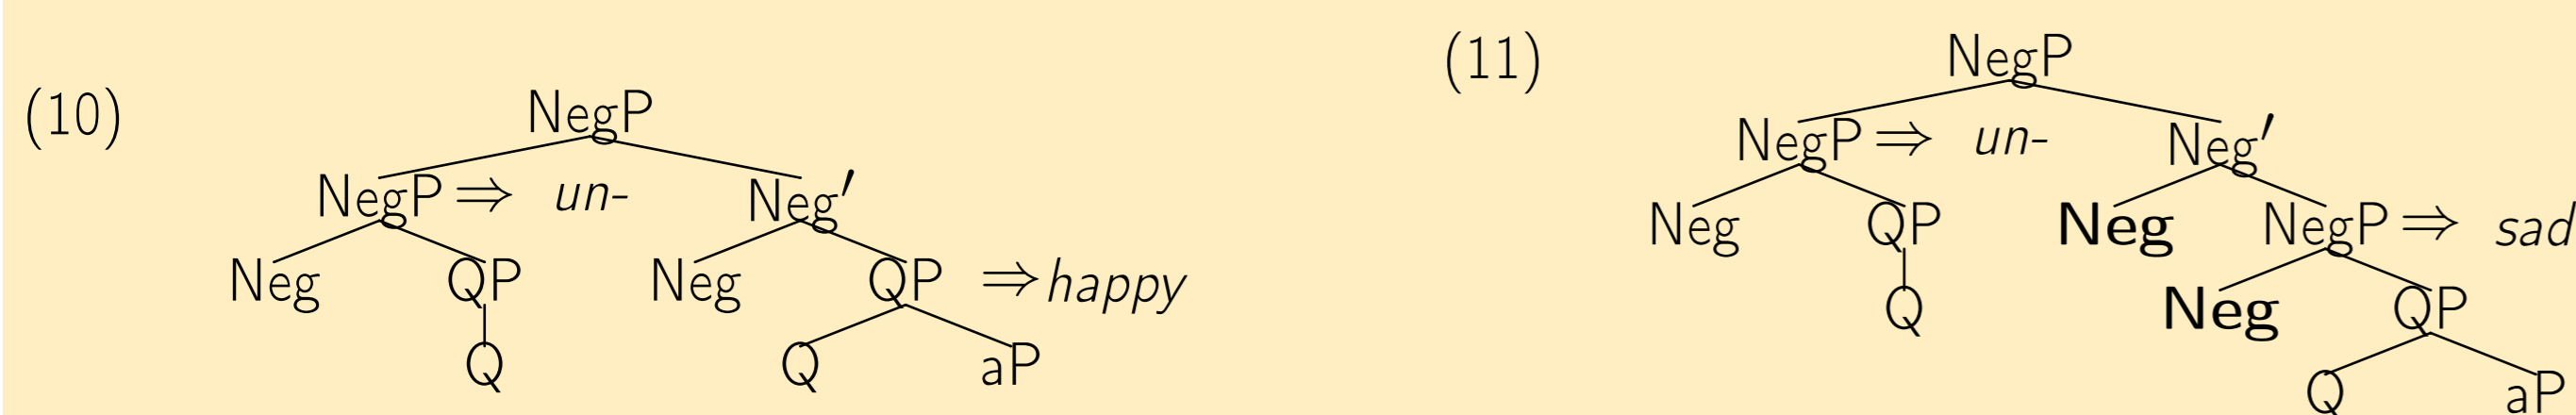 (10)
NegP
NegP ⇒ un- Neg′
Neg QP Neg QP ⇒ happy
Q Q aP
(11)
NegP
NegP ⇒ un- Neg′
Neg QP Neg NegP ⇒ sad
Q Neg QP
Q aP